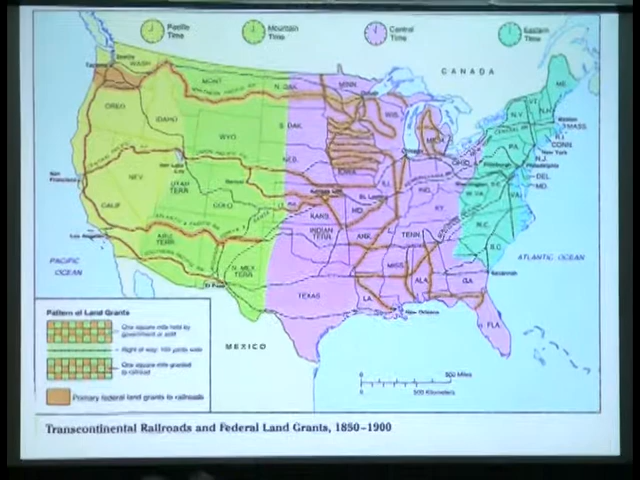 Pacific
Time
Mountain
Time
Central
Time
Eastern
Time
CANADA
Seattle
WASH.
MONT.
N. DAK.
MINN.
ME.
OREG.
IDAHO
S. DAK.
WIS.
MICH.
N.Y.
VT.
N.H.
Boston
MASS.
R.I.
CONN.
New York
WYO.
NEB.
IOWA
Chicago
OHIO
PA.
N.J.
Philadelphia
DEL.
MD.
San
Francisco
NEV.
Salt Lake
UTAH
TERR.
COLO.
Denver
Kansas City
ILL.
IND.
Pittsburgh
VA.
CALIF.
KANS.
MO.
St. Louis
KY.
N.C.
Los Angeles
ARIZ.
TERR.
INDIAN
TERR.
ARK.
TENN.
S.C.
PACIFIC
OCEAN
N. MEX.
TERR.
El Paso
MISS.
ALA.
GA.
Savannah
ATLANTIC OCEAN
TEXAS
LA.
New Orleans
FLA.
MEXICO
Pattern of Land Grants
One square mile held by
government or sold
Right of way: 100 yards wide
One square mile granted
to railroad
Primary federal land grants to railroads
0 500 Miles
0 500 Kilometers
Transcontinental Railroads and Federal Land Grants, 1850–1900